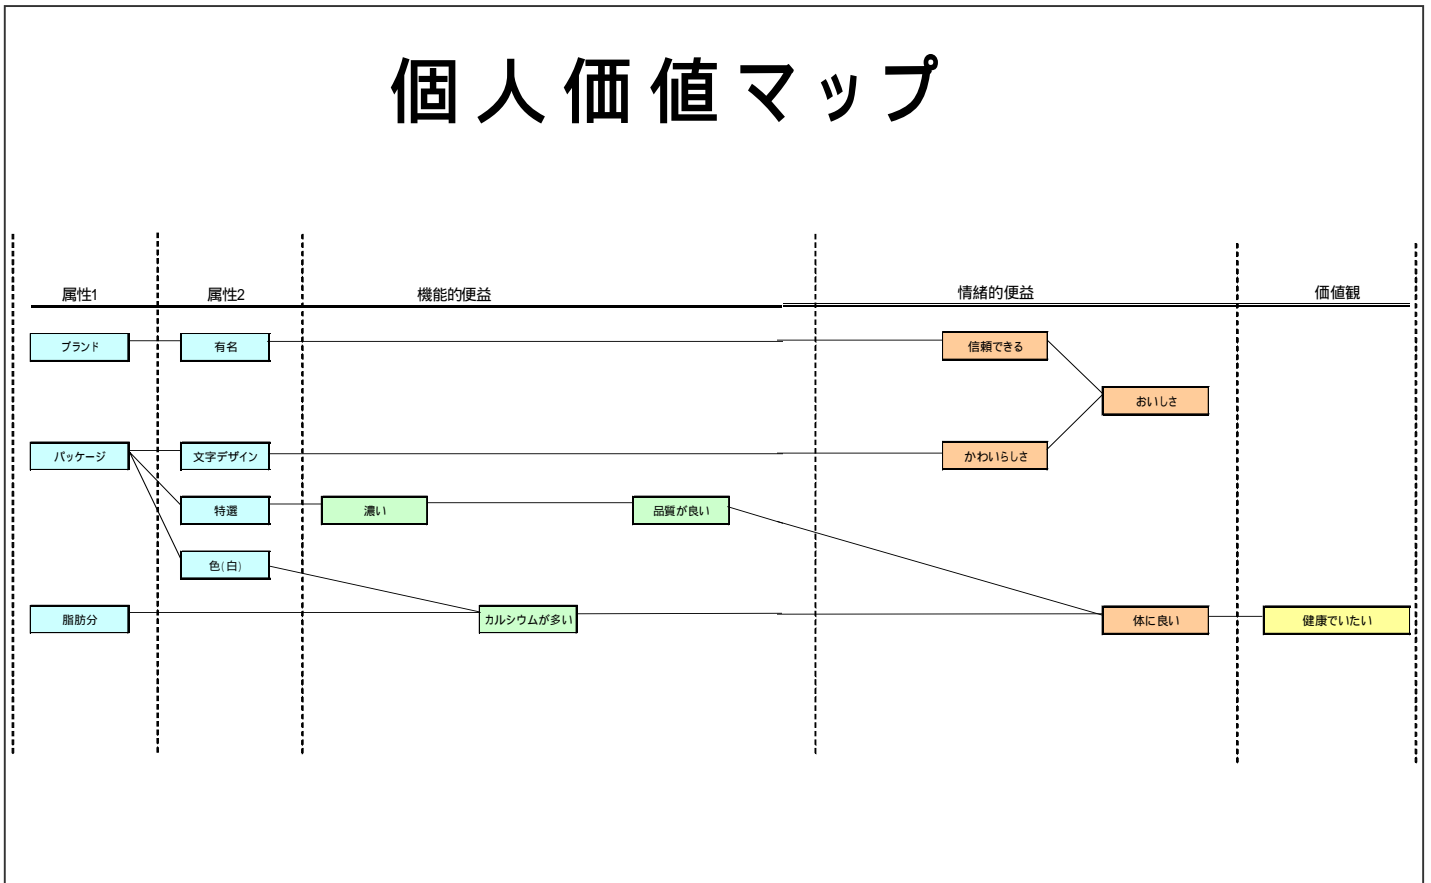 個人価値マップ
属性1 属性2 機能的便益 情緒的便益 価値観
ブランド 有名 信頼できる
おいしさ
パッケージ 文字デザイン かわいらしさ
特選 濃い 品質が良い
色(白)
脂肪分 カルシウムが多い 体に良い 健康でいたい